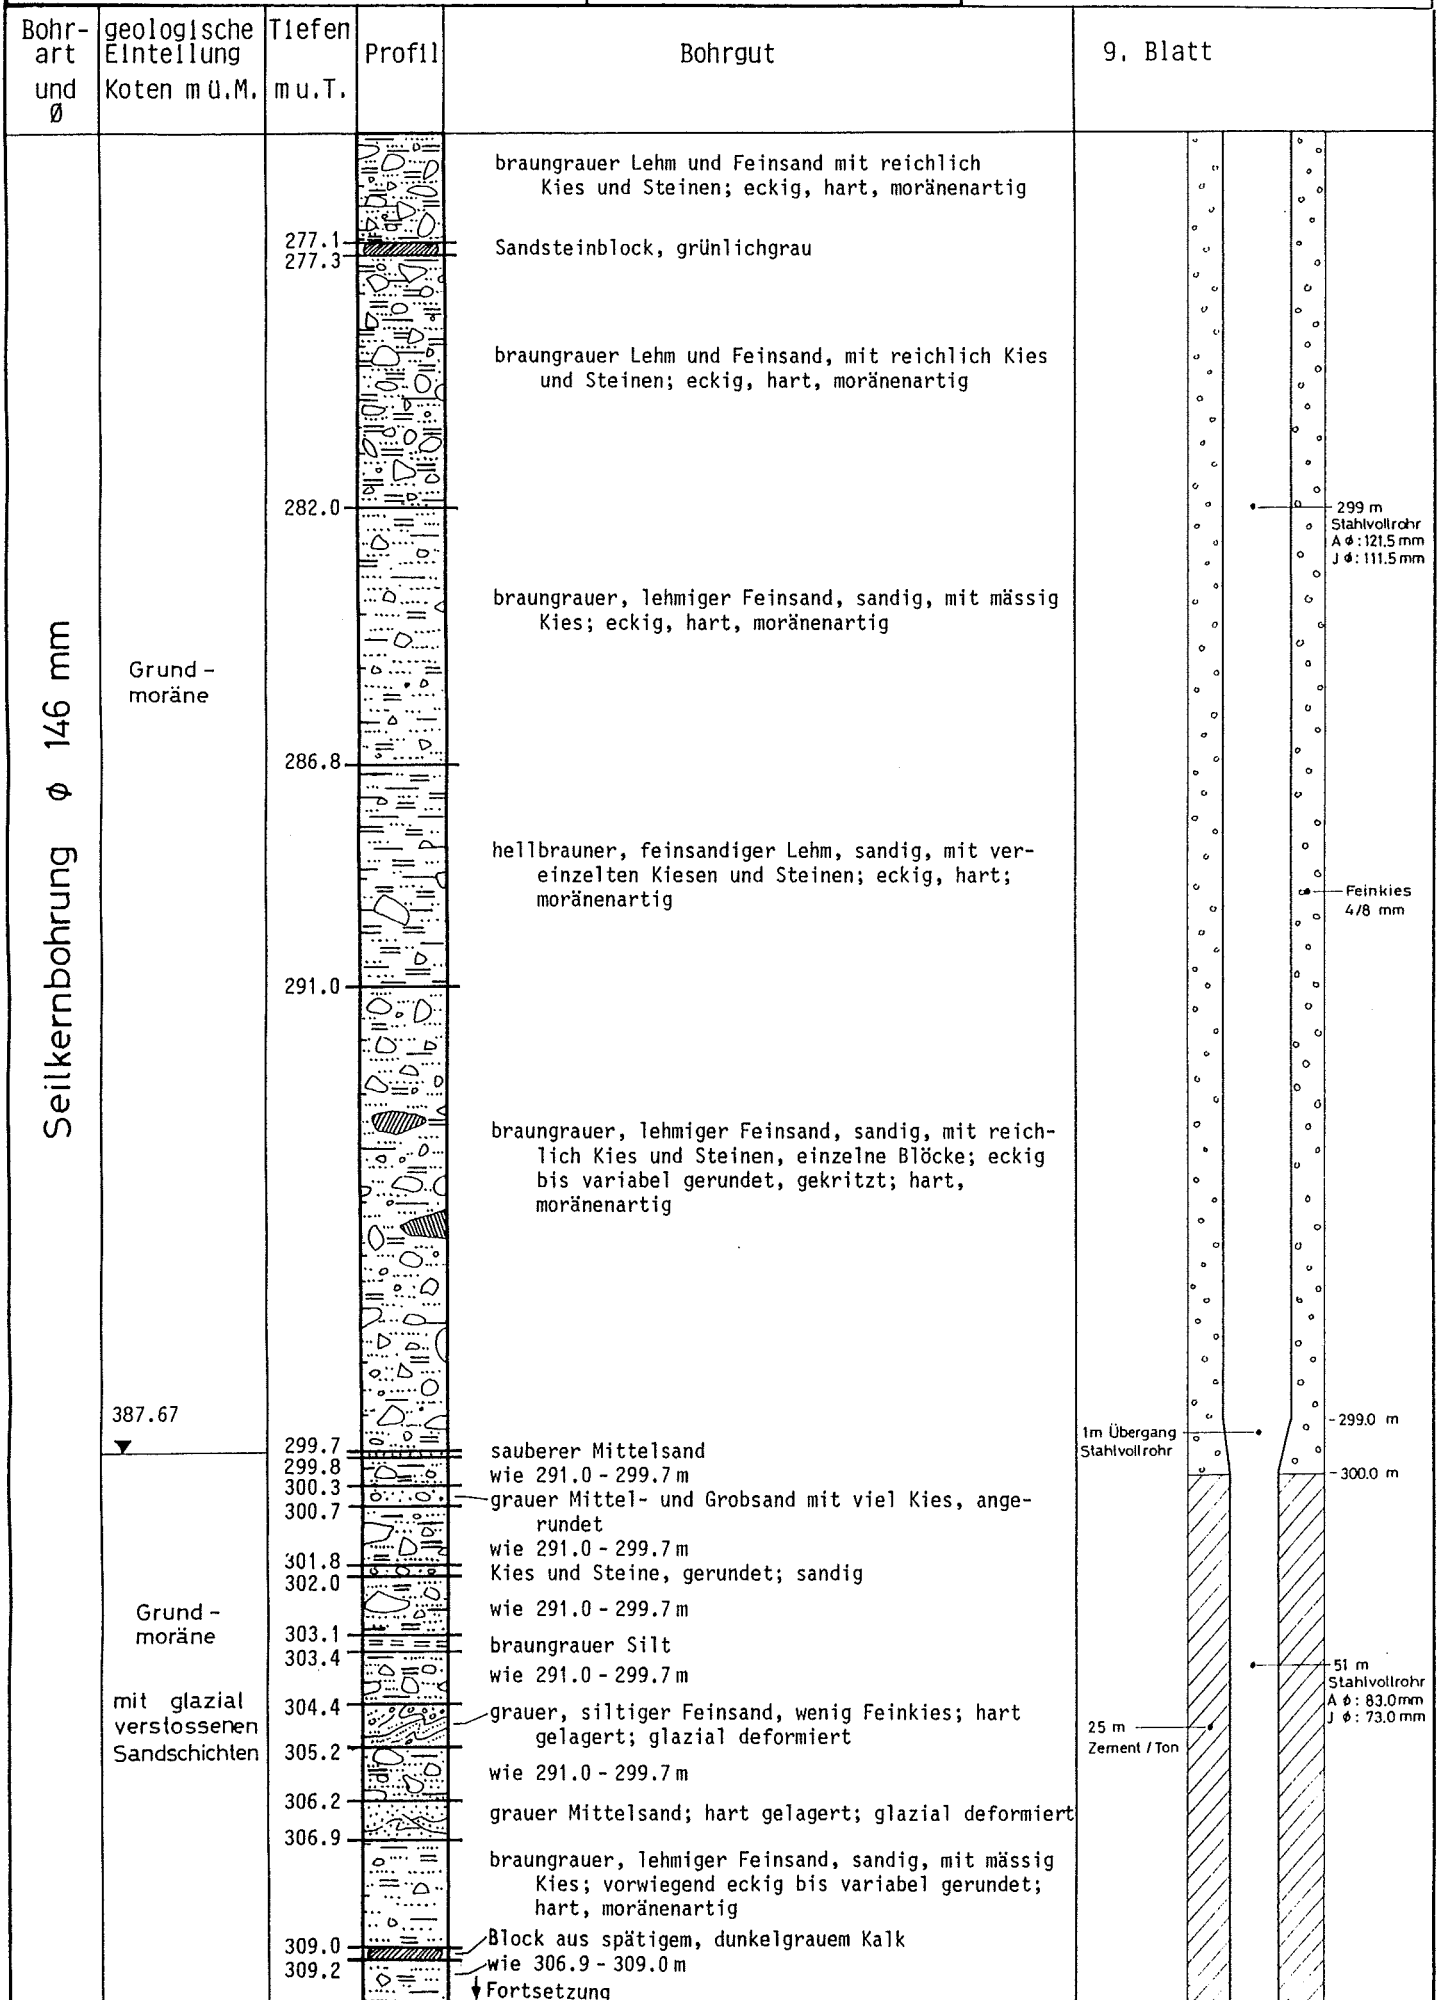 Bohr-
art
und
Ø
geologische
Einteilung
Koten m ü.M.
Tiefen
m u.T.
Profil
Bohrgut
9. Blatt
Seilkernbohrung ϕ 146 mm
Grund-
moräne
387.67
Grund-
moräne
mit glazial
verstossenen
Sandschichten
277.1
277.3
282.0
286.8
291.0
299.7
299.8
300.3
300.7
301.8
302.0
303.1
303.4
304.4
305.2
306.2
306.9
309.0
309.2
braungrauer Lehm und Feinsand mit reichlich
Kies und Steinen; eckig, hart, moränenartig
Sandsteinblock, grünlichgrau
braungrauer Lehm und Feinsand, mit reichlich Kies
und Steinen; eckig, hart, moränenartig
braungrauer, lehmiger Feinsand, sandig, mit mässig
Kies; eckig, hart, moränenartig
hellbrauner, feinsandiger Lehm, sandig, mit ver-
einzelten Kiesen und Steinen; eckig, hart;
moränenartig
braungrauer, lehmiger Feinsand, sandig, mit reich-
lich Kies und Steinen, einzelne Blöcke; eckig
bis variabel gerundet, gekritzt; hart,
moränenartig
sauberer Mittelsand
wie 291.0 - 299.7 m
grauer Mittel- und Grobsand mit viel Kies, ange-
rundet
wie 291.0 - 299.7 m
Kies und Steine, gerundet; sandig
wie 291.0 - 299.7 m
braungrauer Silt
wie 291.0 - 299.7 m
grauer, siltiger Feinsand, wenig Feinkies; hart
gelagert; glazial deformiert
wie 291.0 - 299.7 m
grauer Mittelsand; hart gelagert; glazial deformiert
braungrauer, lehmiger Feinsand, sandig, mit mässig
Kies; vorwiegend eckig bis variabel gerundet;
hart, moränenartig
Block aus spätigem, dunkelgrauem Kalk
wie 306.9 - 309.0 m
Fortsetzung
299 m
Stahlvollrohr
A ϕ : 121.5 mm
J ϕ : 111.5 mm
Feinkies
4/8 mm
299.0 m
1m Übergang
Stahlvollrohr
300.0 m
51 m
Stahlvollrohr
A ϕ : 83.0 mm
J ϕ : 73.0 mm
25 m
Zement / Ton